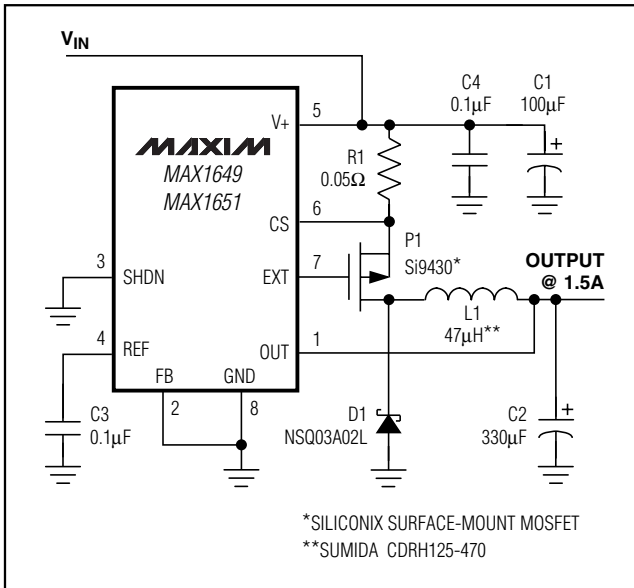 VIN
MAXIM
MAX1649
MAX1651
V+
5
R1
0.05Ω
C4
0.1µF
C1
100µF
+
CS
6
P1
Si9430*
EXT
7
3
SHDN
4
REF
C3
0.1µF
OUT
1
L1
47µH**
OUTPUT
@ 1.5A
FB
2
GND
8
D1
NSQ03A02L
C2
330µF
+
*SILICONIX SURFACE-MOUNT MOSFET
**SUMIDA CDRH125-470